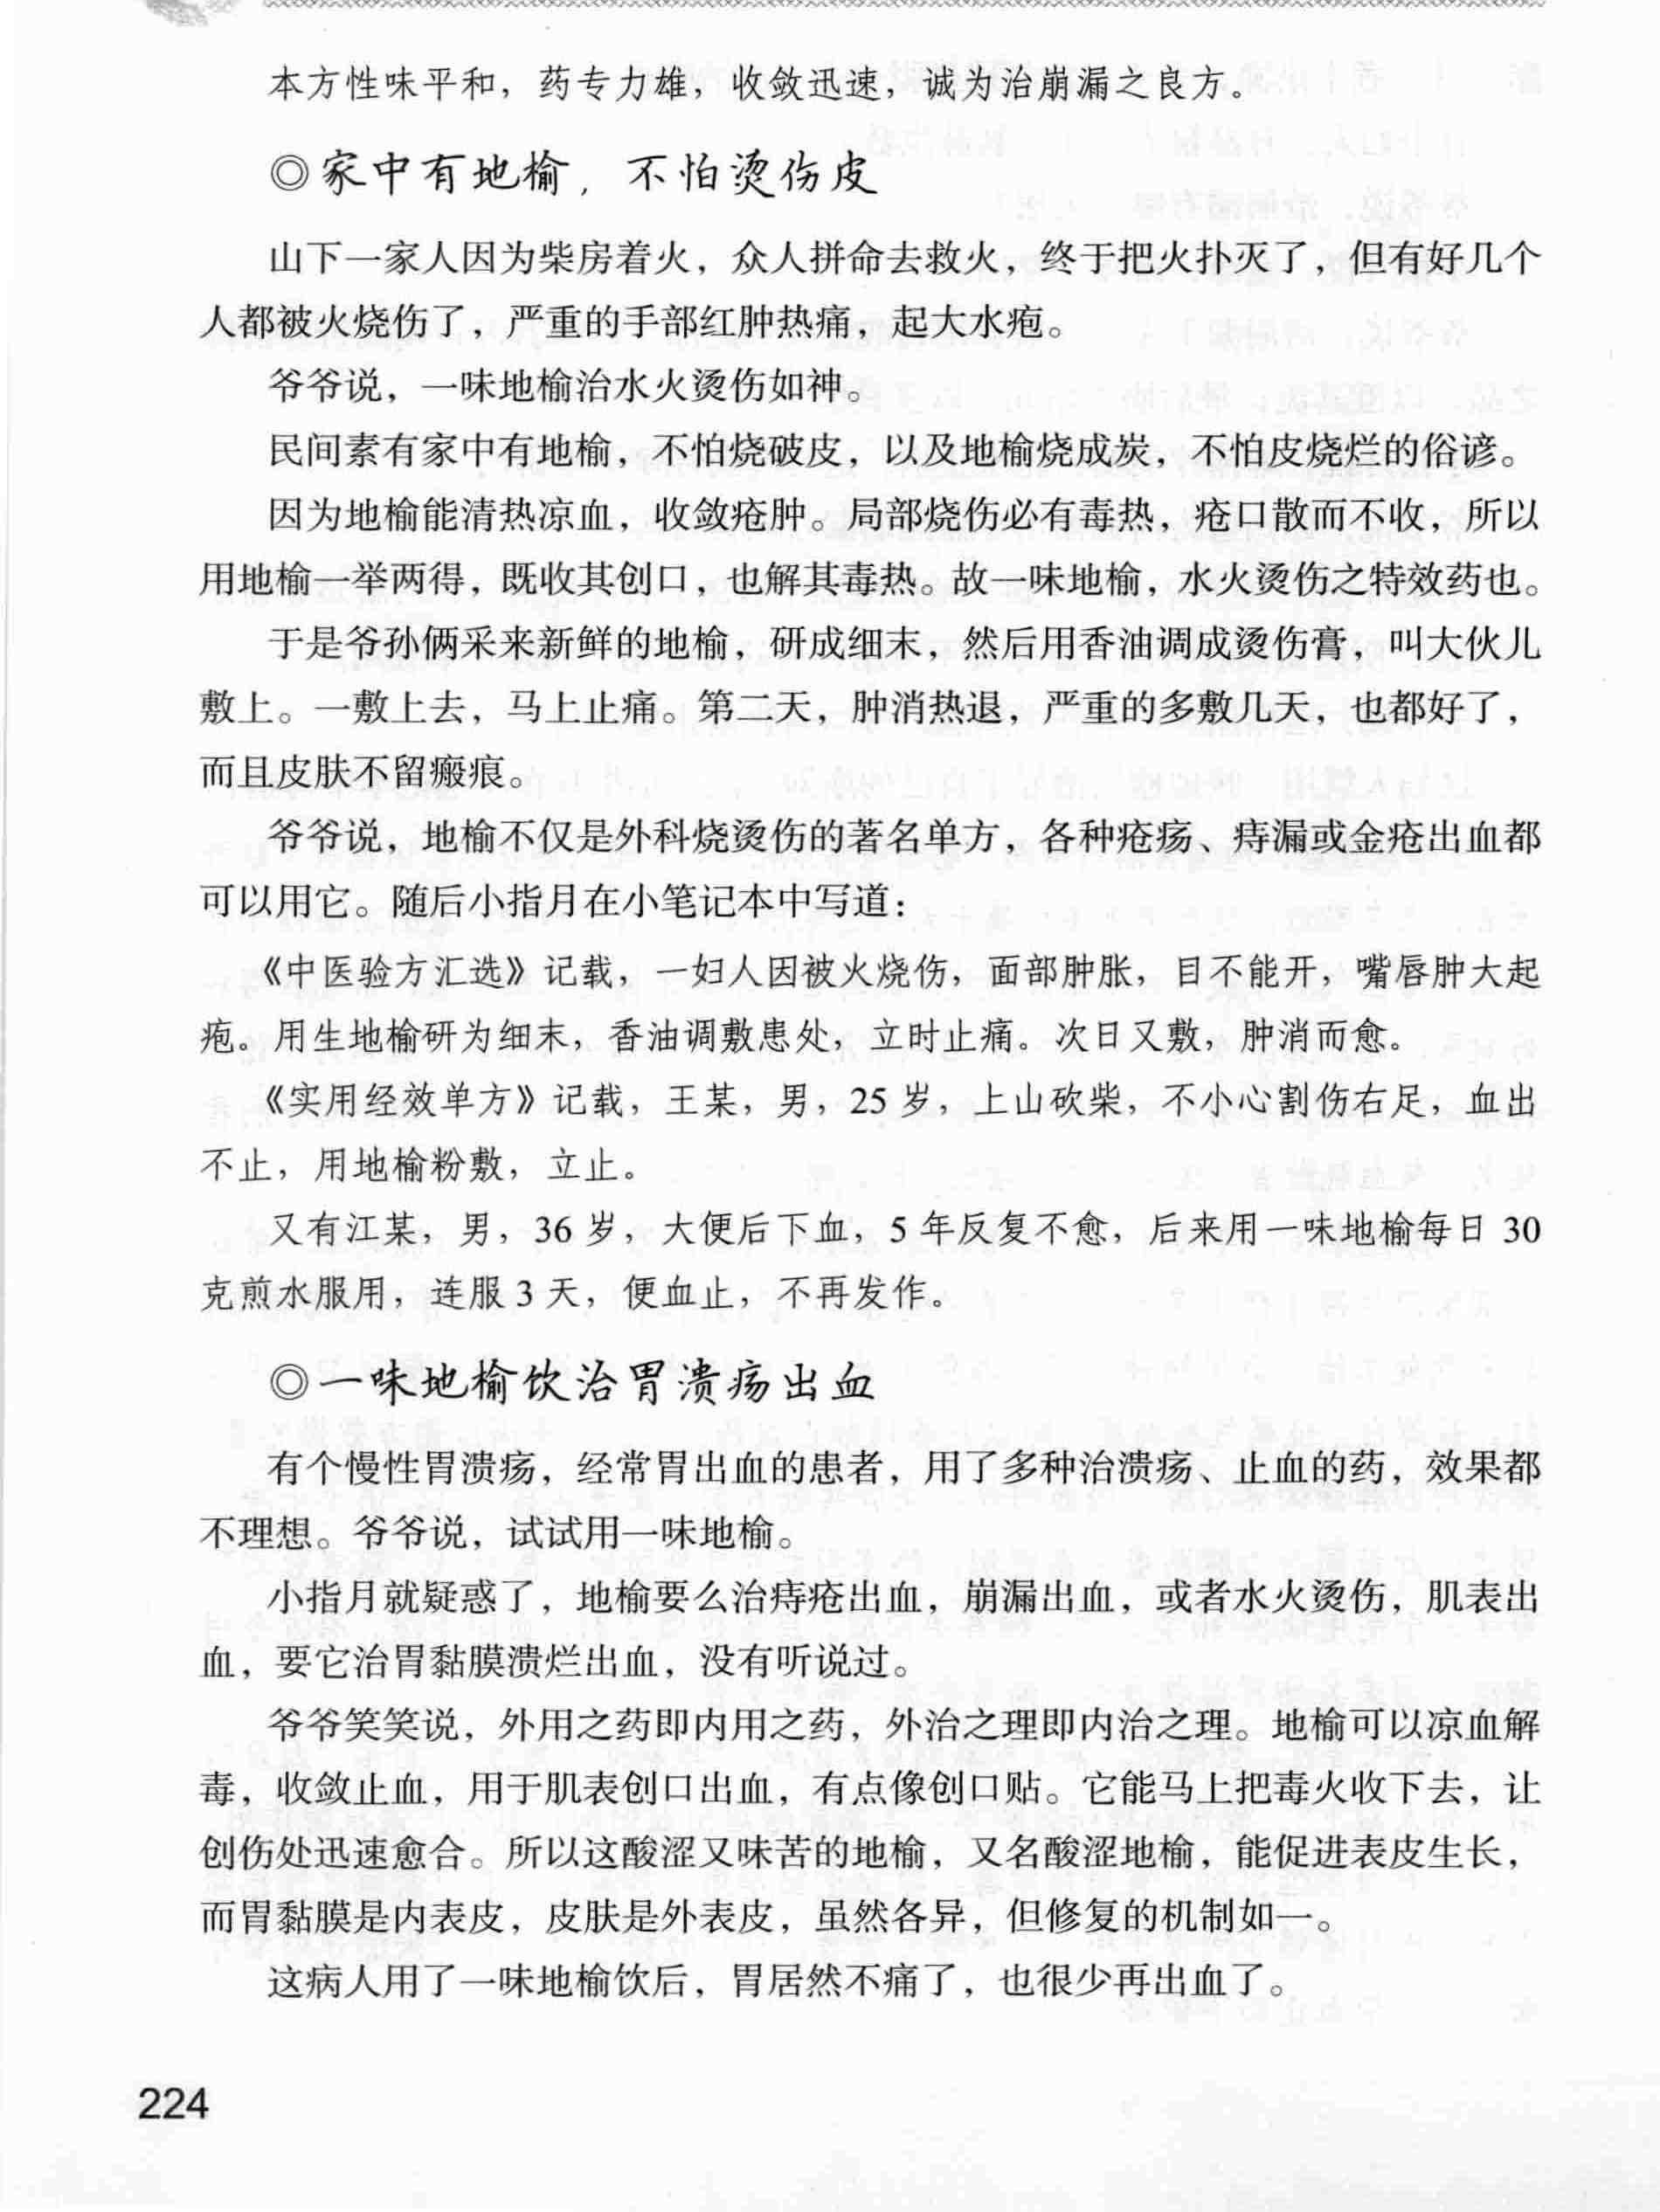 本方性味平和，药专力雄，收敛迅速，诚为治崩漏之良方。
◎家中有地榆，不怕烫伤皮
山下一家人因为柴房着火，众人拼命去救火，终于把火扑灭了，但有好几个
人都被火烧伤了，严重的手部红肿热痛，起大水疱。
爷爷说，一味地榆治水火烫伤如神。
民间素有家中有地榆，不怕烧破皮，以及地榆烧成炭，不怕皮烧烂的俗谚。
因为地榆能清热凉血，收敛疮肿。局部烧伤必有毒热，疮口散而不收，所以
用地榆一举两得，既收其创口，也解其毒热。故一味地榆，水火烫伤之特效药也。
于是爷孙俩采来新鲜的地榆，研成细末，然后用香油调成烫伤膏，叫大伙儿
敷上。一敷上去，马上止痛。第二天，肿消热退，严重的多敷几天，也都好了，
而且皮肤不留瘢痕。
爷爷说，地榆不仅是外科烧烫伤的著名单方，各种疮疡、痔漏或金疮出血都
可以用它。随后小指月在小笔记本中写道：
《中医验方汇选》记载，一妇人因被火烧伤，面部肿胀，目不能开，嘴唇肿大起
疱。用生地榆研为细末，香油调敷患处，立时止痛。次日又敷，肿消而愈。
《实用经效单方》记载，王某，男，25 岁，上山砍柴，不小心割伤右足，血出
不止，用地榆粉敷，立止。
又有江某，男，36 岁，大便后下血，5 年反复不愈，后来用一味地榆每日 30
克煎水服用，连服 3 天，便血止，不再发作。
◎一味地榆饮治胃溃疡出血
有个慢性胃溃疡，经常胃出血的患者，用了多种治溃疡、止血的药，效果都
不理想。爷爷说，试试用一味地榆。
小指月就疑惑了，地榆要么治痔疮出血，崩漏出血，或者水火烫伤，肌表出
血，要它治胃黏膜溃烂出血，没有听说过。
爷爷笑笑说，外用之药即内用之药，外治之理即内治之理。地榆可以凉血解
毒，收敛止血，用于肌表创口出血，有点像创口贴。它能马上把毒火收下去，让
创伤处迅速愈合。所以这酸涩又味苦的地榆，又名酸涩地榆，能促进表皮生长，
而胃黏膜是内表皮，皮肤是外表皮，虽然各异，但修复的机制如一。
这病人用了一味地榆饮后，胃居然不痛了，也很少再出血了。
224